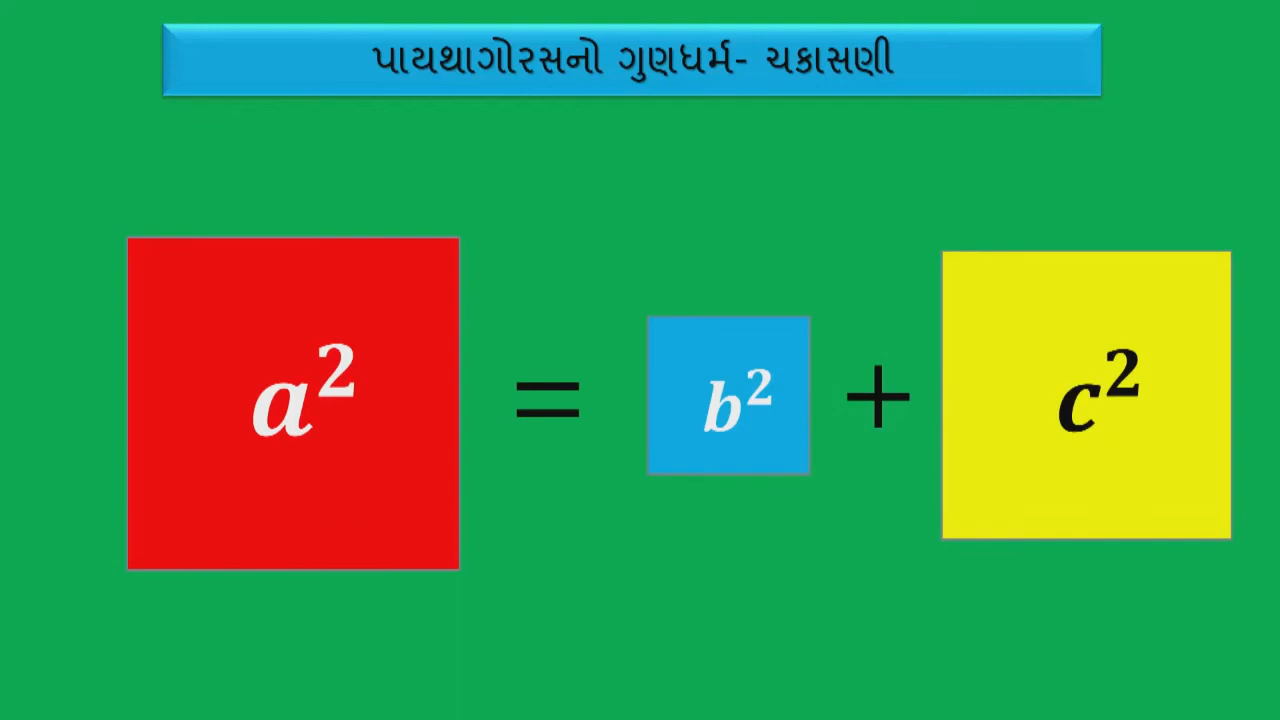 પાયથાગોરસનો ગુણધર્મ- ચકાસણી
a² = b² + c²